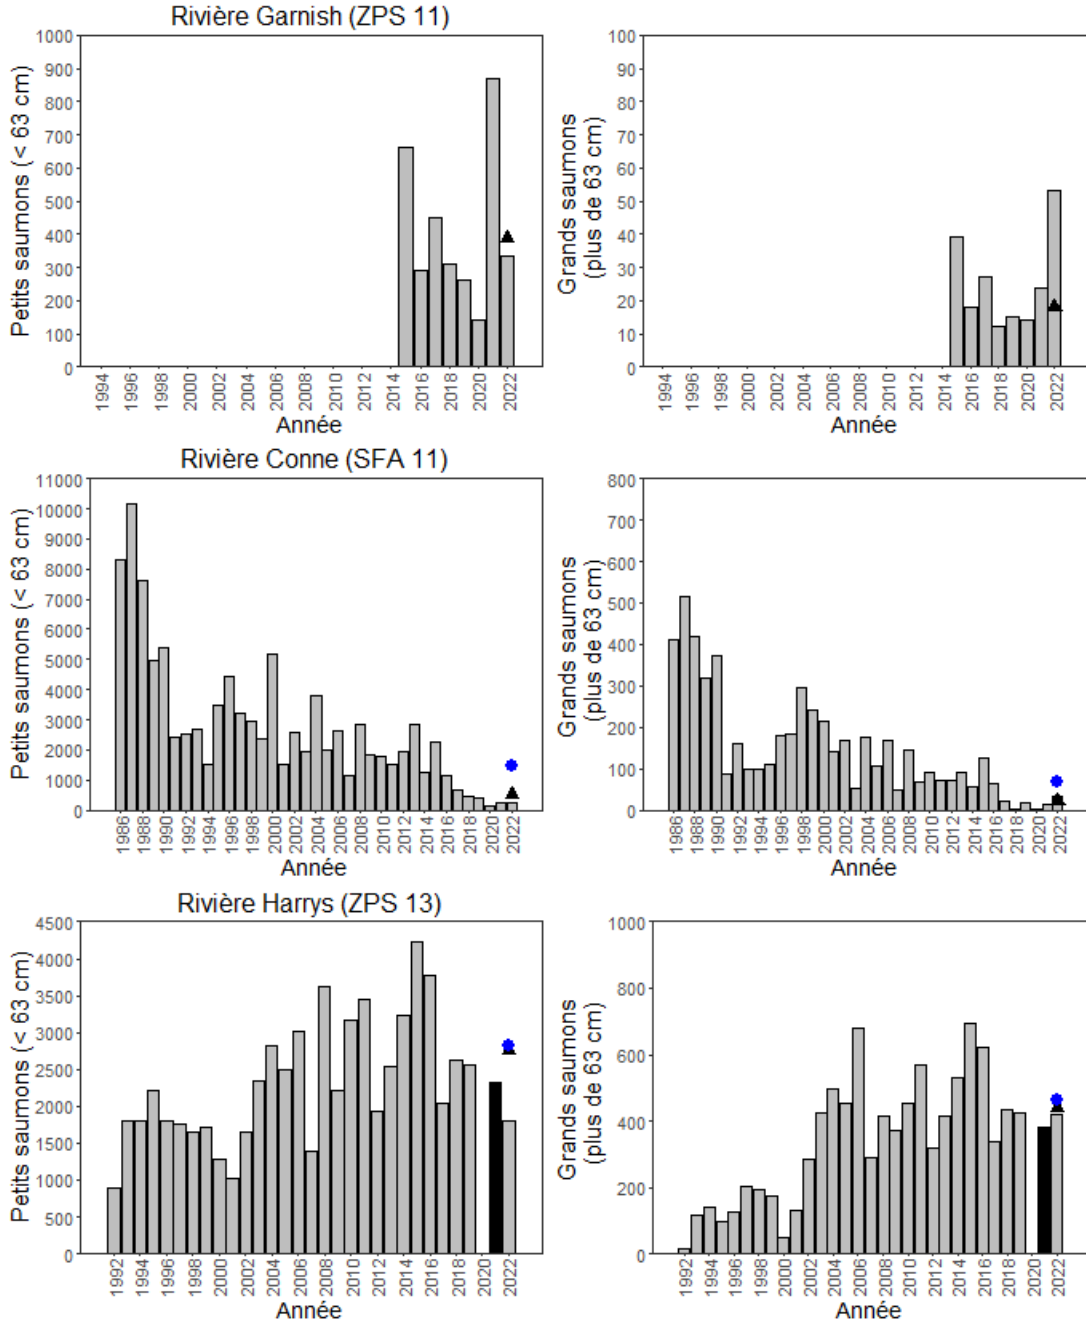 Rivière Garnish (ZPS 11)
Petits saumons (< 63 cm)
1000
900
800
700
600
500
400
300
200
100
0
1994 1996 1998 2000 2002 2004 2006 2008 2010 2012 2014 2016 2018 2020 2022
Année
Grands saumons
(plus de 63 cm)
100
90
80
70
60
50
40
30
20
10
0
1994 1996 1998 2000 2002 2004 2006 2008 2010 2012 2014 2016 2018 2020 2022
Année
Rivière Conne (SFA 11)
Petits saumons (< 63 cm)
11000
10000
9000
8000
7000
6000
5000
4000
3000
2000
1000
0
1986 1988 1990 1992 1994 1996 1998 2000 2002 2004 2006 2008 2010 2012 2014 2016 2018 2020 2022
Année
Grands saumons
(plus de 63 cm)
800
700
600
500
400
300
200
100
0
1986 1988 1990 1992 1994 1996 1998 2000 2002 2004 2006 2008 2010 2012 2014 2016 2018 2020 2022
Année
Rivière Harrys (ZPS 13)
Petits saumons (< 63 cm)
4500
4000
3500
3000
2500
2000
1500
1000
500
0
1992 1994 1996 1998 2000 2002 2004 2006 2008 2010 2012 2014 2016 2018 2020 2022
Année
Grands saumons
(plus de 63 cm)
1000
800
600
400
200
0
1992 1994 1996 1998 2000 2002 2004 2006 2008 2010 2012 2014 2016 2018 2020 2022
Année